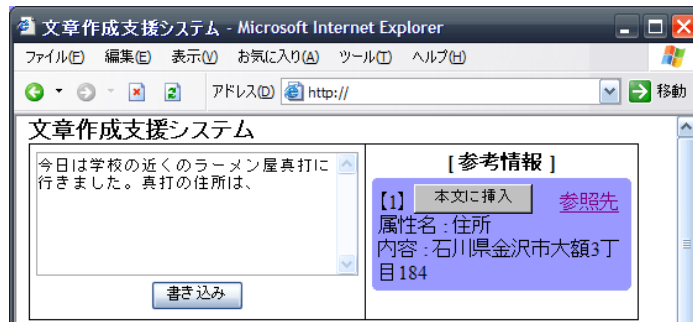 文章作成支援システム - Microsoft Internet Explorer
ファイル(F) 編集(E) 表示(V) お気に入り(A) ツール(T) ヘルプ(H)
アドレス(D) http:// 移動
文章作成支援システム
今日は学校の近くのラーメン屋真打に
行きました。真打の住所は、
書き込み
[ 参考情報 ]
【1】 本文に挿入 参照先
属性名 : 住所
内容 : 石川県金沢市大額3丁
目184